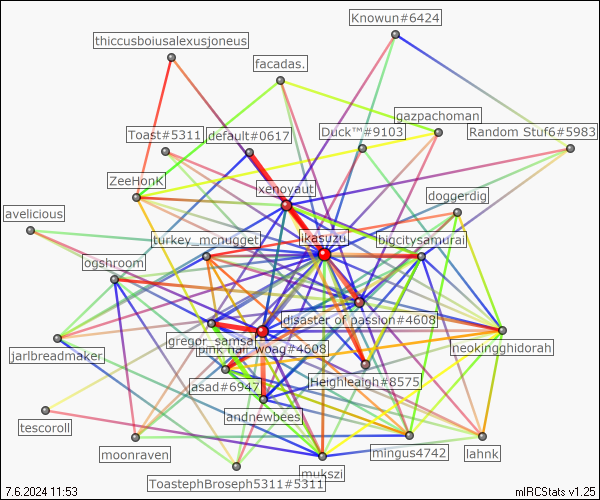 Knowun#6424
thiccusboiusalexusjoneus
facadas.
gazpachoman
Toast#5311
default#0617
Duck™#9103
Random Stuf6#5983
ZeeHonK
xenoyaut
doggerdig
avelicious
turkey_mcnugget
ikasuzu
bigcitysamurai
ogshroom
disaster of passion#4608
gregor_samsa
pink hair woag#4608
jarlbreadmaker
neokingghidorah
asad#6947
Heighleaigh#8575
tescoroll
andnewbees
moonraven
mingus4742
lahnk
ToastephBroseph5311#5311
mukszi
7.6.2024 11:53
mIRCStats v1.25